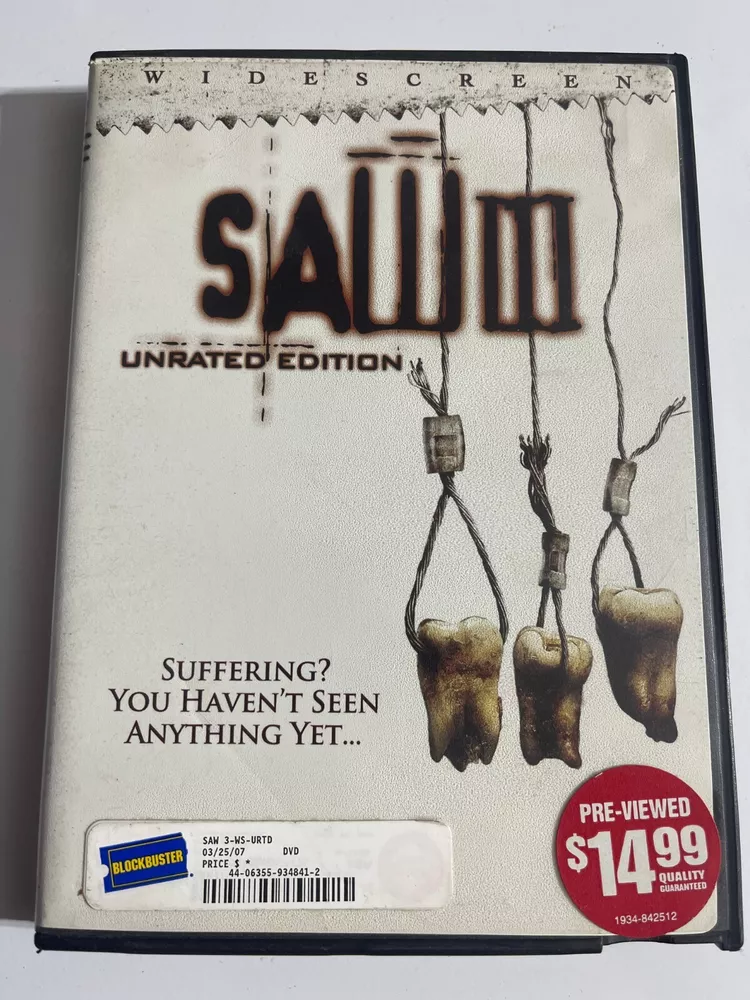 WIDESCREEN
SAW III
UNRATED EDITION
SUFFERING?
YOU HAVEN'T SEEN
ANYTHING YET...
BLOCKBUSTER
SAW 3-WS-URTD
03/25/07 DVD
PRICE $ *
44-06355-934841-2
PRE-VIEWED
$14.99
QUALITY
GUARANTEED
1934-842512